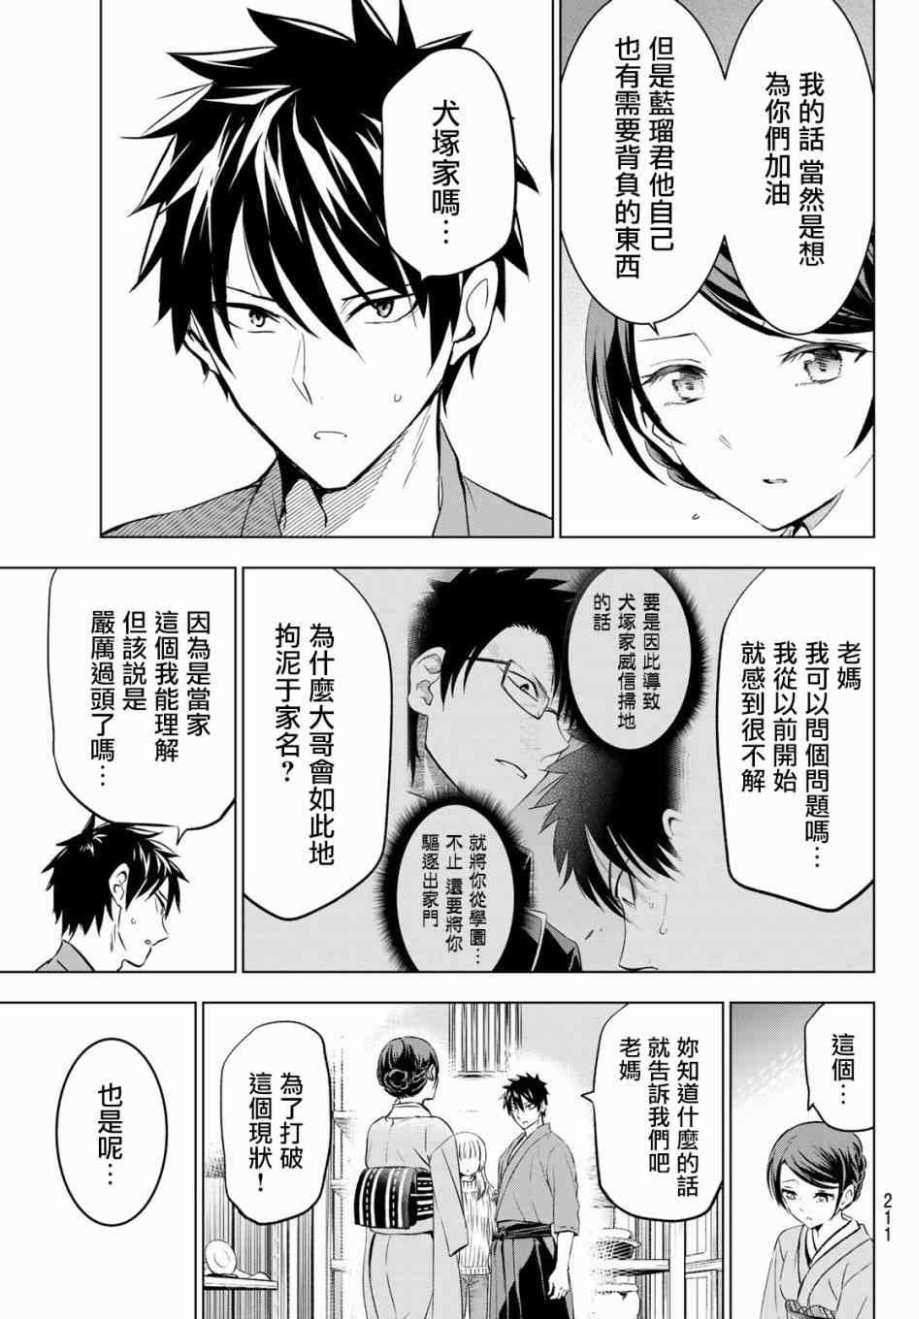 我的話 當然是想
為你們加油
但是藍瑠君他自己
也有需要背負的東西
犬塚家嗎…
老媽
我可以問個問題嗎…
我從以前開始
就感到很不解
要是因此導致
犬塚家威信掃地
的話
就將你從學園…
不止 還要將你
驅逐出家門
為什麼大哥會如此地
拘泥于家名?
因為是當家
這個我能理解
但該説是
嚴厲過頭了嗎…
這個…
妳知道什麼的話
就告訴我們吧
老媽
為了打破
這個現狀!
也是呢…
211